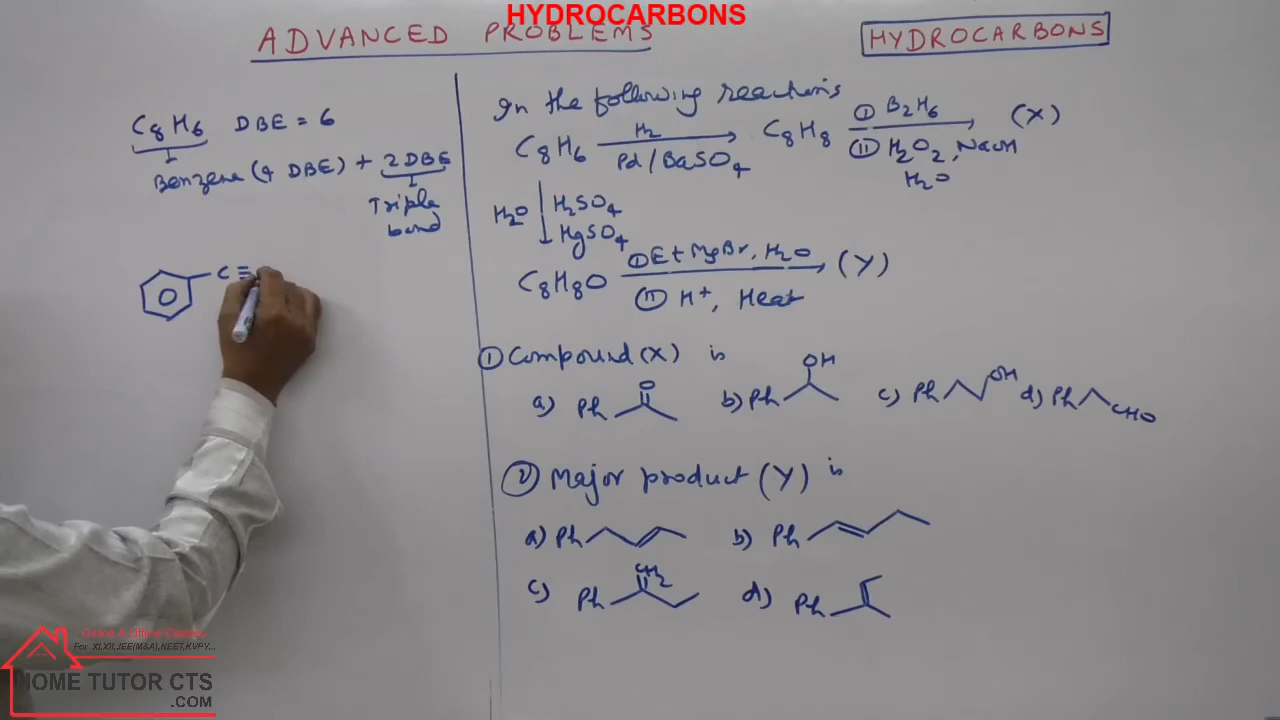 HYDROCARBONS
ADVANCED PROBLEMS
HYDROCARBONS
C8H6 DBE = 6
Benzene (4 DBE) + 2DBE
Triple
bond
C≡
In the following reactions
C8H6 H2 Pd/BaSO4 C8H8 (i) B2H6 (ii) H2O2, NaOH H2O (X)
H2O H2SO4
HgSO4
C8H8O (i) EtMgBr, H2O (ii) H+, Heat (Y)
(1) Compound (X) is
a) Ph O b) Ph OH c) Ph OH d) Ph CHO
(2) Major product (Y) is
a) Ph b) Ph
c) Ph CH2 d) Ph
Online & Offline Classes
For XI,XII,JEE(M&A),NEET,KVPY...
HOME TUTOR CTS
.COM